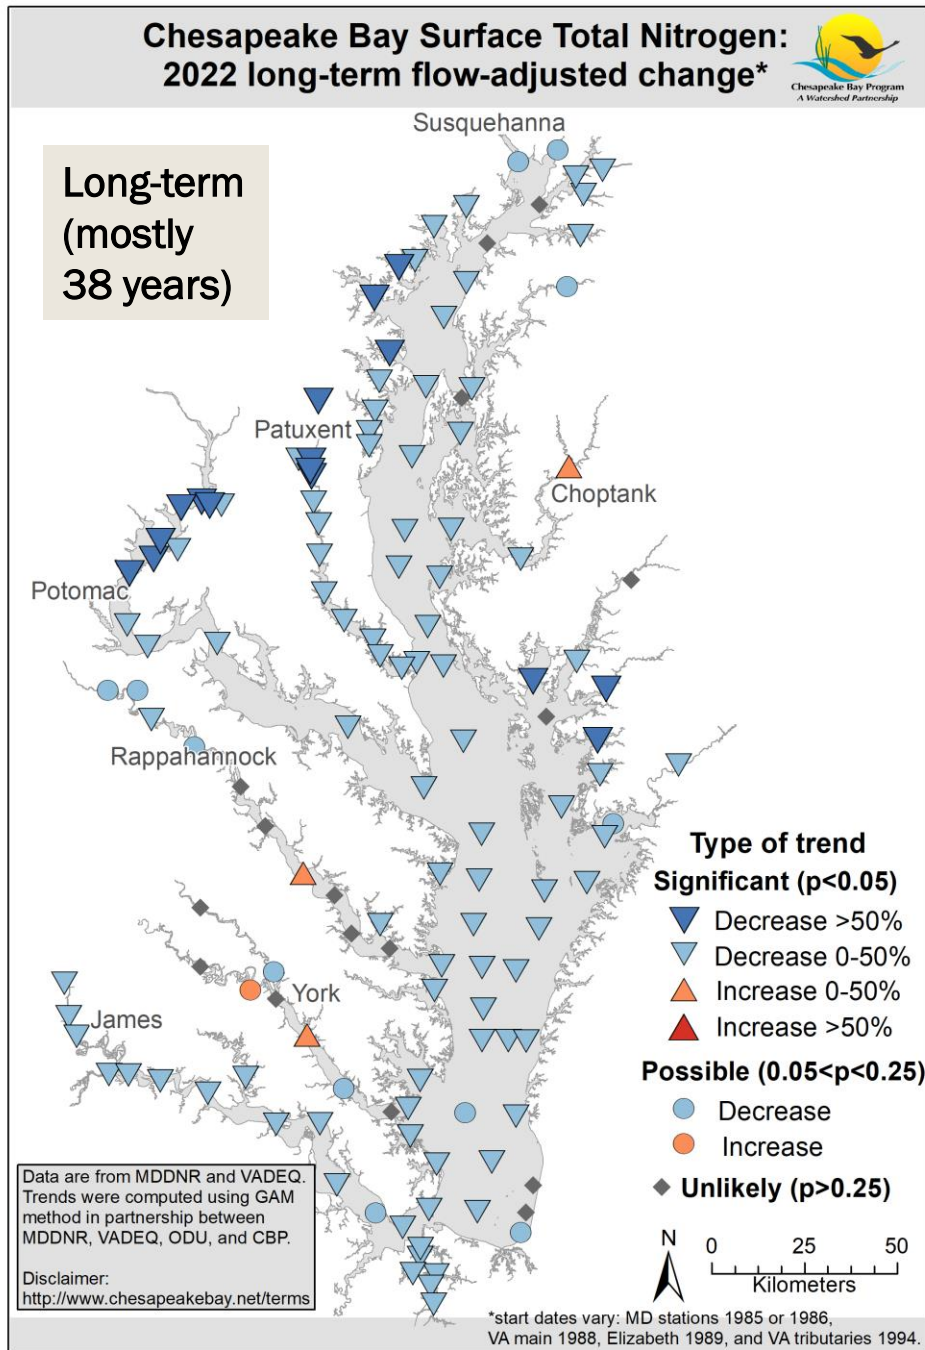 Chesapeake Bay Surface Total Nitrogen:
2022 long-term flow-adjusted change*
Chesapeake Bay Program
A Watershed Partnership
Susquehanna
Long-term
(mostly
38 years)
Patuxent
Choptank
Potomac
Rappahannock
York
James
Type of trend
Significant (p<0.05)
Decrease >50%
Decrease 0-50%
Increase 0-50%
Increase >50%
Possible (0.05<p<0.25)
Decrease
Increase
Unlikely (p>0.25)
Data are from MDDNR and VADEQ.
Trends were computed using GAM
method in partnership between
MDDNR, VADEQ, ODU, and CBP.
Disclaimer:
http://www.chesapeakebay.net/terms
N
0 25 50
Kilometers
*start dates vary: MD stations 1985 or 1986,
VA main 1988, Elizabeth 1989, and VA tributaries 1994.